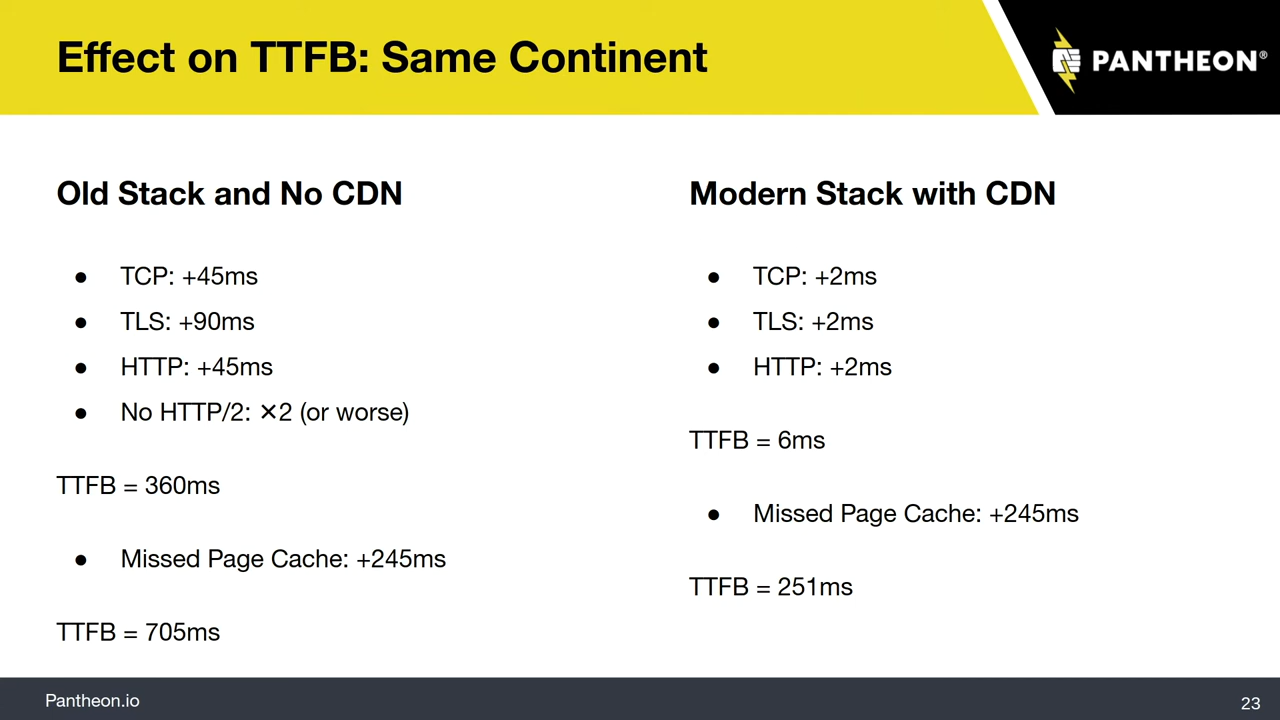 Effect on TTFB: Same Continent
PANTHEON®
Old Stack and No CDN
● TCP: +45ms
● TLS: +90ms
● HTTP: +45ms
● No HTTP/2: ✕2 (or worse)
TTFB = 360ms
● Missed Page Cache: +245ms
TTFB = 705ms
Modern Stack with CDN
● TCP: +2ms
● TLS: +2ms
● HTTP: +2ms
TTFB = 6ms
● Missed Page Cache: +245ms
TTFB = 251ms
Pantheon.io
23